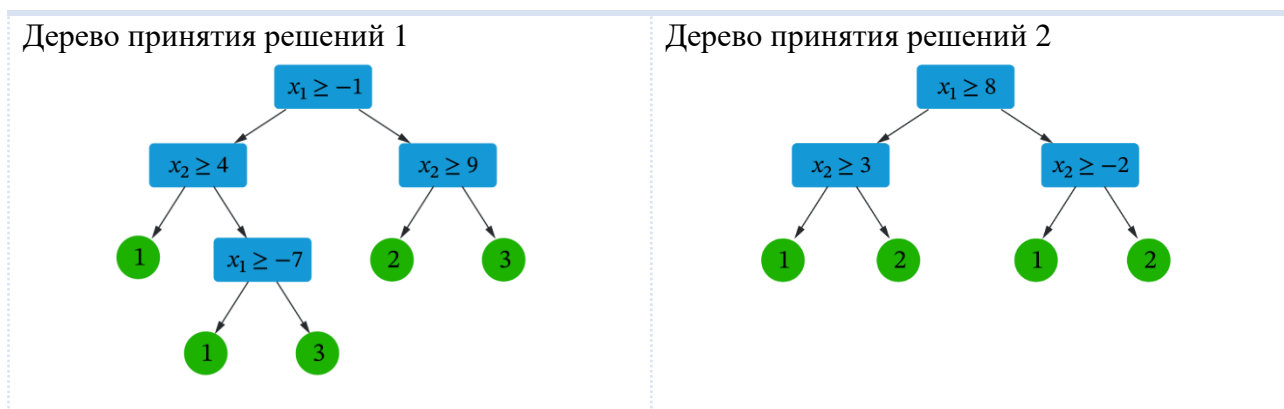 Дерево принятия решений 1
x₁ ≥ −1
x₂ ≥ 4
x₂ ≥ 9
1
x₁ ≥ −7
2
3
1
3
Дерево принятия решений 2
x₁ ≥ 8
x₂ ≥ 3
x₂ ≥ −2
1
2
1
2